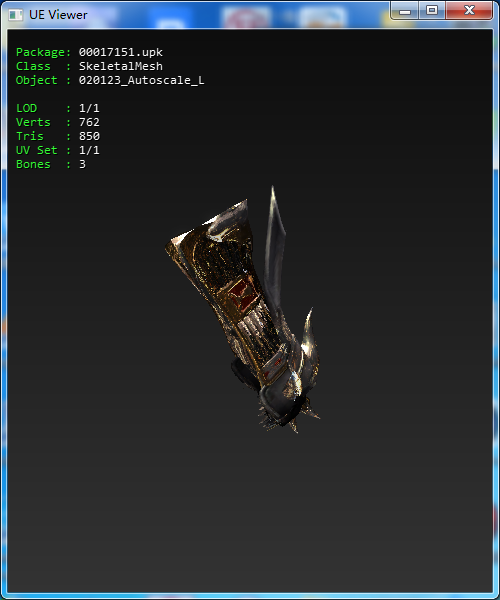 UE Viewer
Package: 00017151.upk
Class : SkeletalMesh
Object : 020123_Autoscale_L
LOD : 1/1
Verts : 762
Tris : 850
UV Set : 1/1
Bones : 3